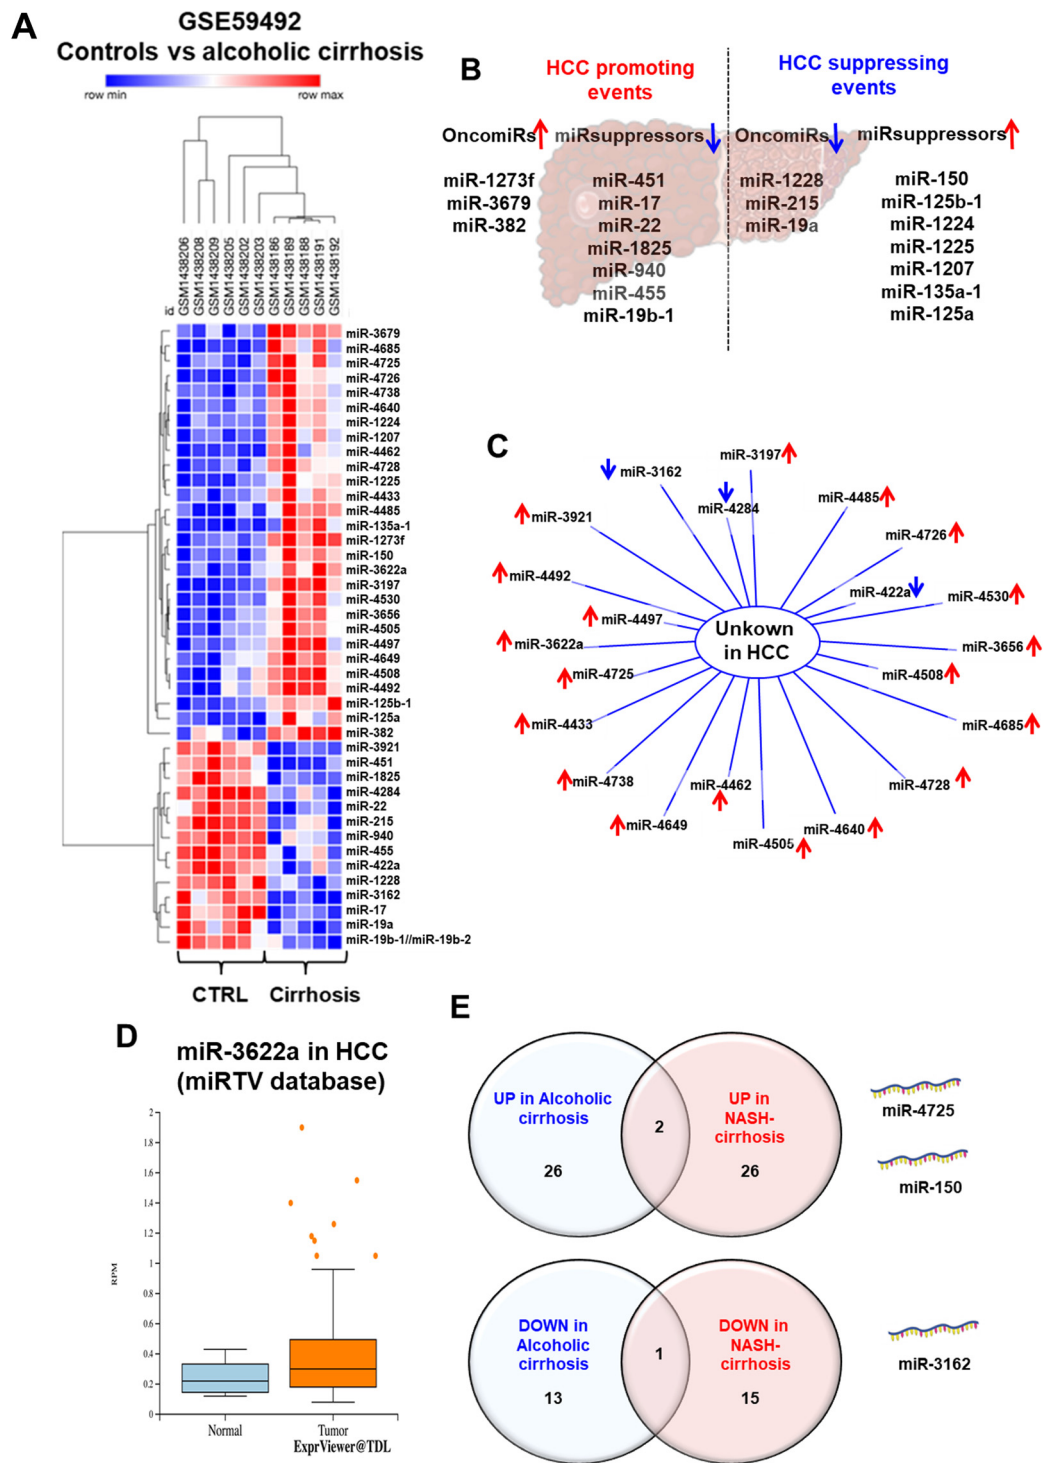 A
GSE59492
Controls vs alcoholic cirrhosis
row min
row max
id
GSM1438206
GSM1438208
GSM1438209
GSM1438205
GSM1438202
GSM1438203
GSM1438186
GSM1438189
GSM1438188
GSM1438191
GSM1438192
miR-3679
miR-4685
miR-4725
miR-4726
miR-4738
miR-4640
miR-1224
miR-1207
miR-4462
miR-4728
miR-1225
miR-4433
miR-4485
miR-135a-1
miR-1273f
miR-150
miR-3622a
miR-3197
miR-4530
miR-3656
miR-4505
miR-4497
miR-4649
miR-4508
miR-4492
miR-125b-1
miR-125a
miR-382
miR-3921
miR-451
miR-1825
miR-4284
miR-22
miR-215
miR-940
miR-455
miR-422a
miR-1228
miR-3162
miR-17
miR-19a
miR-19b-1//miR-19b-2
CTRL
Cirrhosis
B
HCC promoting
events
HCC suppressing
events
OncomiRs
miRsuppressors
OncomiRs
miRsuppressors
miR-1273f
miR-3679
miR-382
miR-451
miR-17
miR-22
miR-1825
miR-940
miR-455
miR-19b-1
miR-1228
miR-215
miR-19a
miR-150
miR-125b-1
miR-1224
miR-1225
miR-1207
miR-135a-1
miR-125a
C
miR-3197
miR-3162
miR-4284
miR-4485
miR-3921
miR-4726
miR-4492
miR-422a
miR-4530
miR-4497
Unkown
in HCC
miR-3622a
miR-3656
miR-4725
miR-4508
miR-4433
miR-4685
miR-4738
miR-4462
miR-4728
miR-4649
miR-4505
miR-4640
D
miR-3622a in HCC
(miRTV database)
2
1.8
1.6
1.4
1.2
1
0.8
0.6
0.4
0.2
0
RPM
Normal
Tumor
ExprViewer@TDL
E
UP in Alcoholic
cirrhosis
26
2
UP in
NASH-
cirrhosis
26
miR-4725
miR-150
DOWN in
Alcoholic
cirrhosis
13
1
DOWN in
NASH-
cirrhosis
15
miR-3162